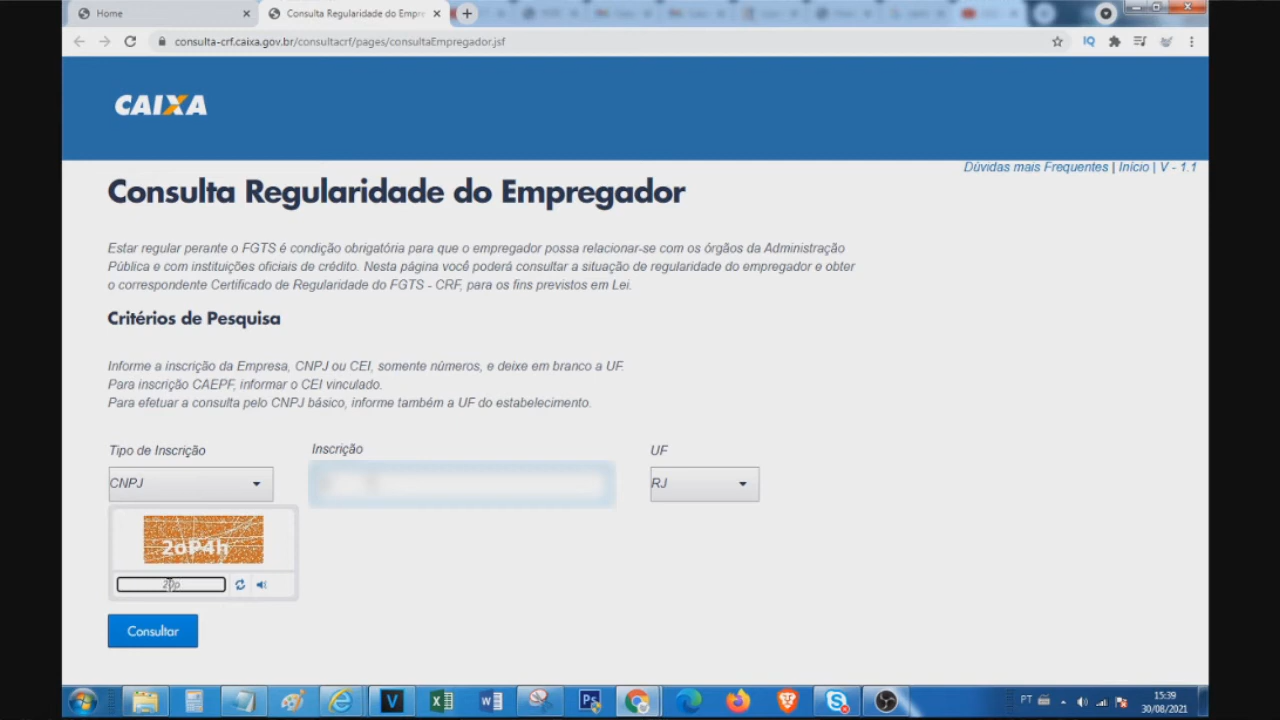 Home
Consulta Regularidade do Empre
consulta-crf.caixa.gov.br/consultacrf/pages/consultaEmpregador.jsf
IQ
CAIXA
Dúvidas mais Frequentes | Início | V - 1.1
Consulta Regularidade do Empregador
Estar regular perante o FGTS é condição obrigatória para que o empregador possa relacionar-se com os órgãos da Administração
Pública e com instituições oficiais de crédito. Nesta página você poderá consultar a situação de regularidade do empregador e obter
o correspondente Certificado de Regularidade do FGTS - CRF, para os fins previstos em Lei.
Critérios de Pesquisa
Informe a inscrição da Empresa, CNPJ ou CEI, somente números, e deixe em branco a UF.
Para inscrição CAEPF, informar o CEI vinculado.
Para efetuar a consulta pelo CNPJ básico, informe também a UF do estabelecimento.
Tipo de Inscrição
Inscrição
UF
CNPJ
RJ
2oP4h
Consultar
PT
15:39
30/08/2021